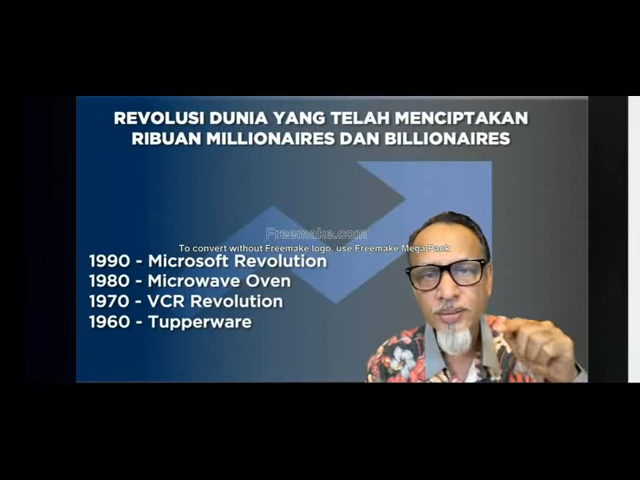 REVOLUSI DUNIA YANG TELAH MENCIPTAKAN
RIBUAN MILLIONAIRES DAN BILLIONAIRES
Freemake.com
To convert without Freemake logo, use Freemake Mega Pack
1990 - Microsoft Revolution
1980 - Microwave Oven
1970 - VCR Revolution
1960 - Tupperware